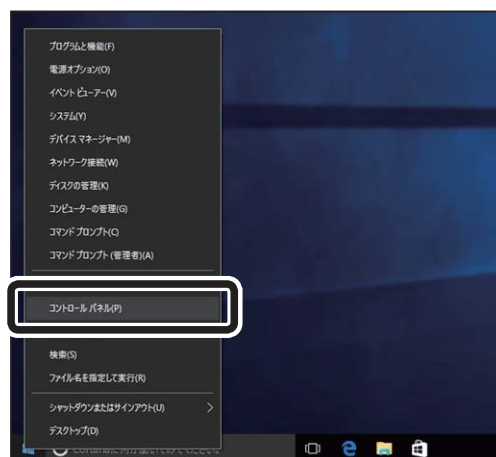 プログラムと機能(F)
電源オプション(O)
イベント ビューアー(V)
システム(Y)
デバイス マネージャー(M)
ネットワーク接続(W)
ディスクの管理(K)
コンピューターの管理(G)
コマンド プロンプト(C)
コマンド プロンプト (管理者)(A)
コントロール パネル(P)
検索(S)
ファイル名を指定して実行(R)
シャットダウンまたはサインアウト(U)
デスクトップ(D)